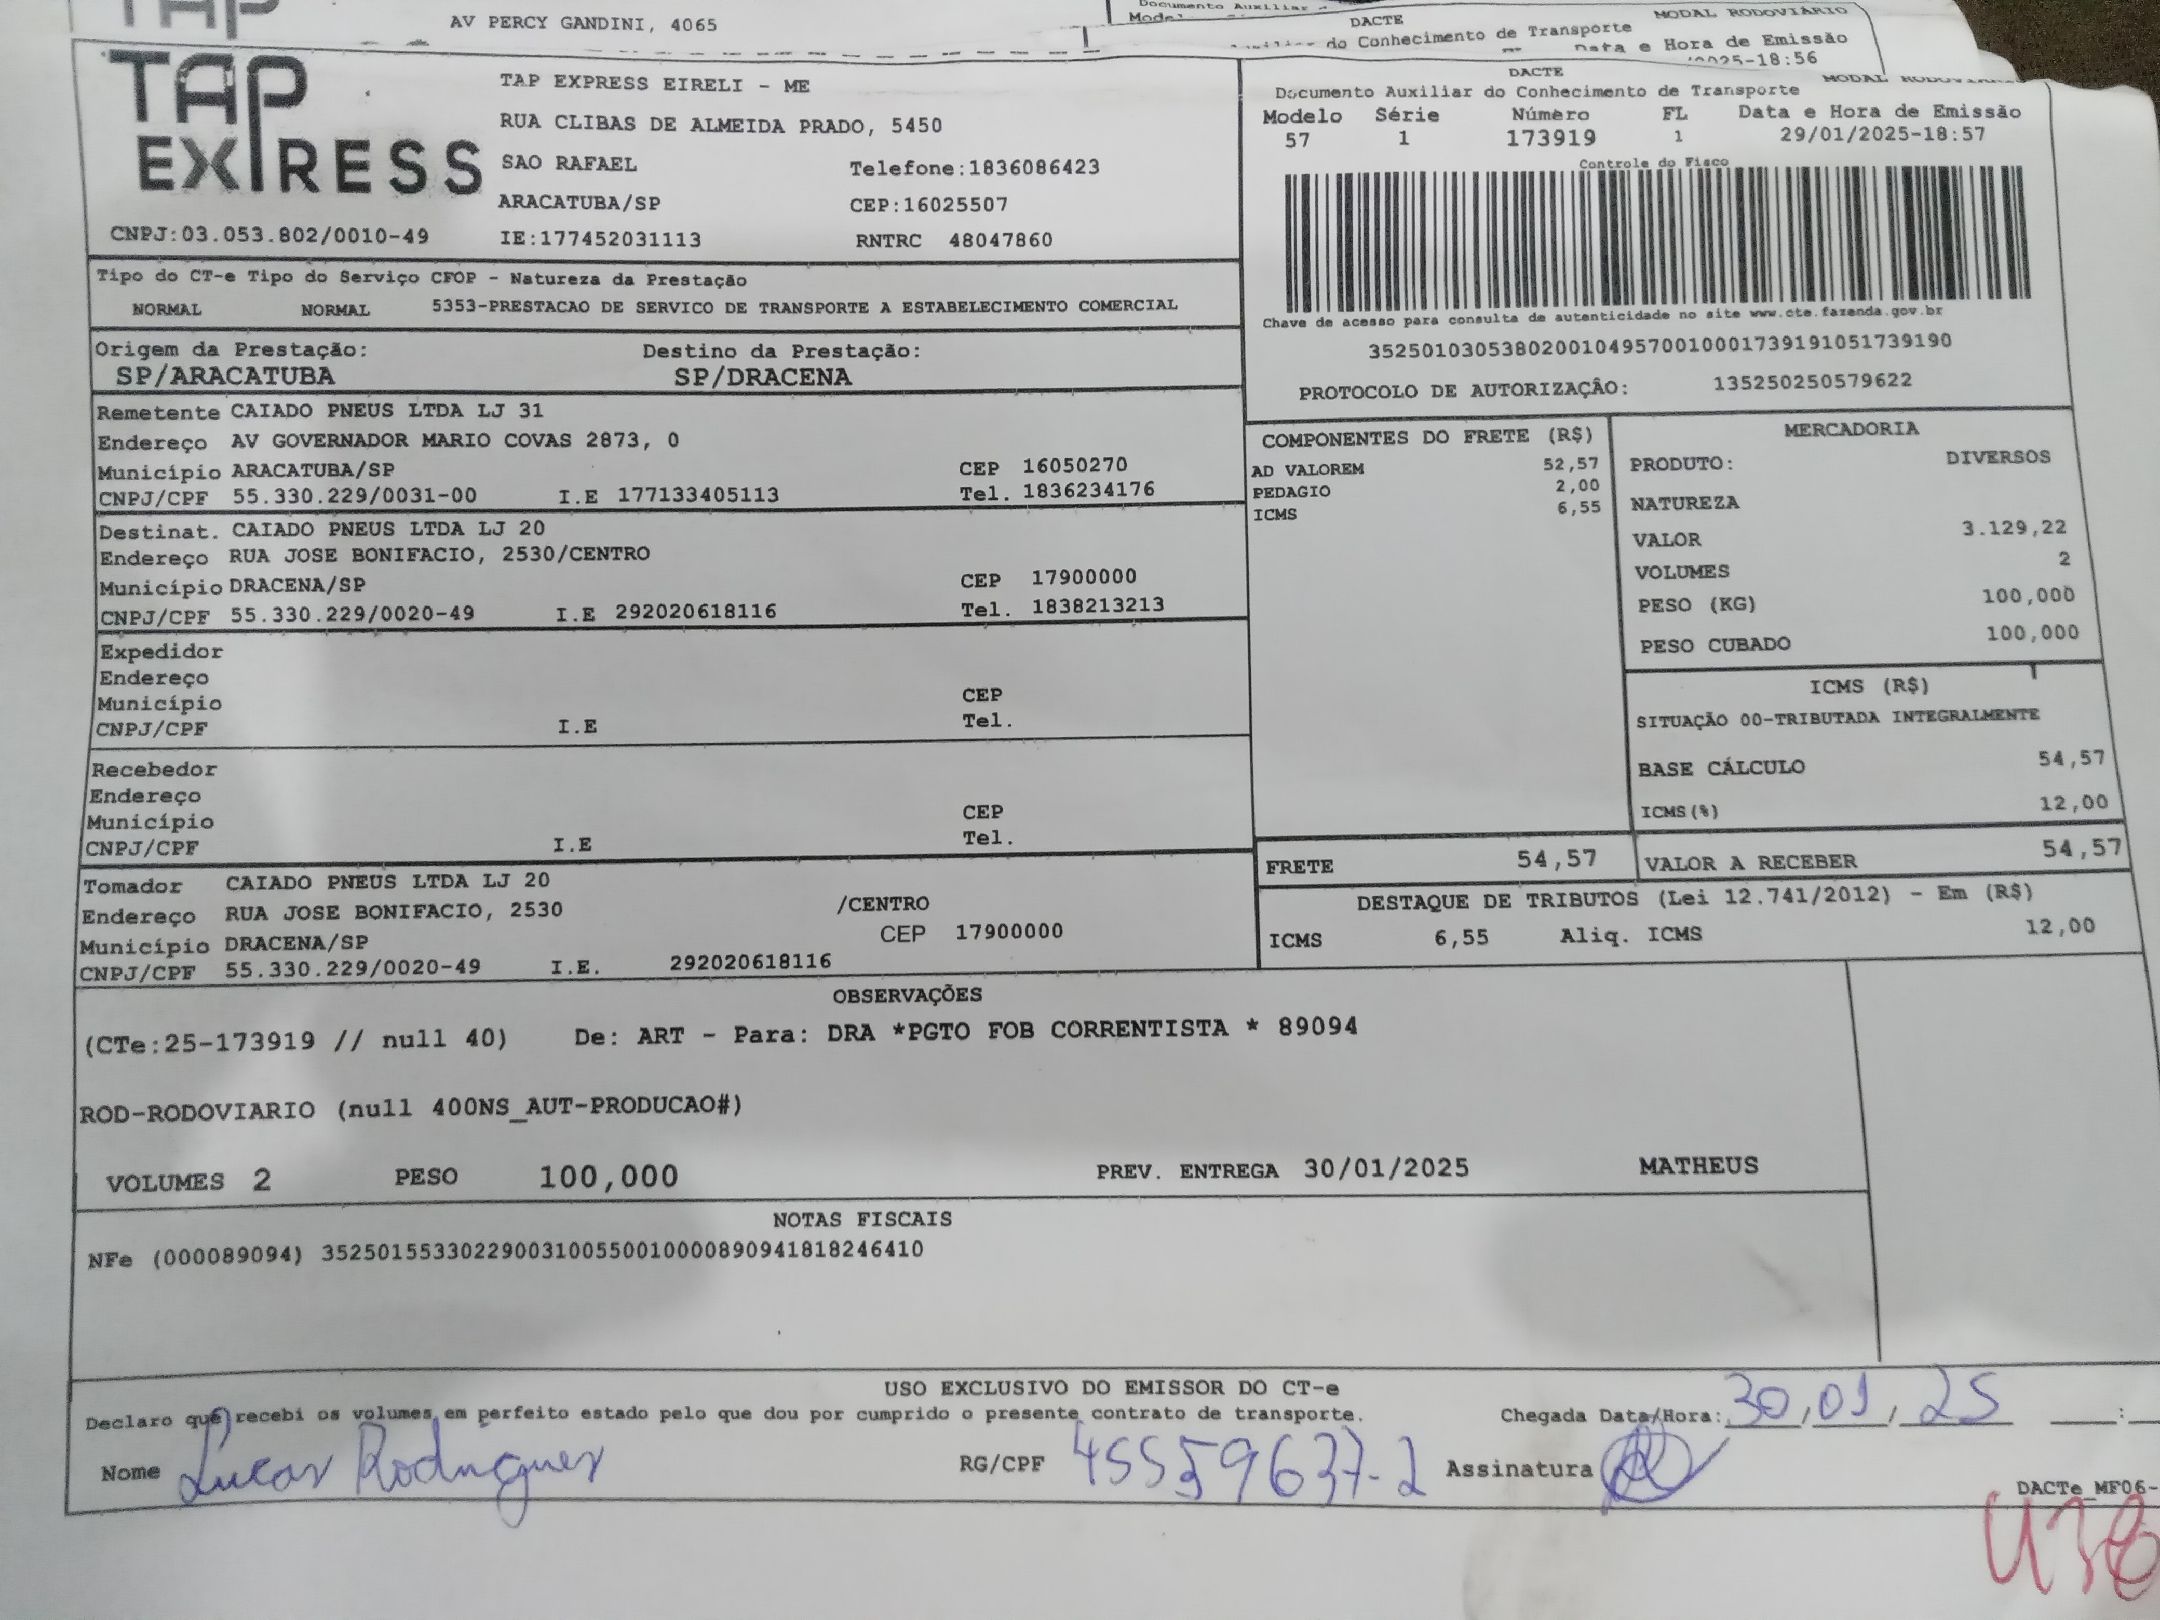 AV PERCY GANDINI, 4065
DACTE
MODAL RODOVIÁRIO
do Conhecimento de Transporte
Data e Hora de Emissão
TAP EXPRESS
TAP EXPRESS EIRELI - ME
RUA CLIBAS DE ALMEIDA PRADO, 5450
SAO RAFAEL Telefone:1836086423
ARACATUBA/SP CEP:16025507
CNPJ:03.053.802/0010-49 IE:177452031113 RNTRC 48047860
DACTE
Documento Auxiliar do Conhecimento de Transporte
Modelo Série Número FL Data e Hora de Emissão
57 1 173919 1 29/01/2025-18:57
Controle do Fisco
Chave de acesso para consulta de autenticidade no site www.cte.fazenda.gov.br
35250103053802001049570010001739191051739190
PROTOCOLO DE AUTORIZAÇÃO: 135250250579622
Tipo do CT-e Tipo do Serviço CFOP - Natureza da Prestação
NORMAL NORMAL 5353-PRESTACAO DE SERVICO DE TRANSPORTE A ESTABELECIMENTO COMERCIAL
Origem da Prestação: Destino da Prestação:
SP/ARACATUBA SP/DRACENA
Remetente CAIADO PNEUS LTDA LJ 31
Endereço AV GOVERNADOR MARIO COVAS 2873, 0
Município ARACATUBA/SP CEP 16050270
CNPJ/CPF 55.330.229/0031-00 I.E 177133405113 Tel. 1836234176
Destinat. CAIADO PNEUS LTDA LJ 20
Endereço RUA JOSE BONIFACIO, 2530/CENTRO
Município DRACENA/SP CEP 17900000
CNPJ/CPF 55.330.229/0020-49 I.E 292020618116 Tel. 1838213213
Expedidor
Endereço
Município CEP
CNPJ/CPF I.E Tel.
Recebedor
Endereço
Município CEP
CNPJ/CPF I.E Tel.
Tomador CAIADO PNEUS LTDA LJ 20
Endereço RUA JOSE BONIFACIO, 2530 /CENTRO
Município DRACENA/SP CEP 17900000
CNPJ/CPF 55.330.229/0020-49 I.E. 292020618116
COMPONENTES DO FRETE (R$)
AD VALOREM 52,57
PEDAGIO 2,00
ICMS 6,55
MERCADORIA
PRODUTO: DIVERSOS
NATUREZA
VALOR 3.129,22
VOLUMES 2
PESO (KG) 100,000
PESO CUBADO 100,000
ICMS (R$)
SITUAÇÃO 00-TRIBUTADA INTEGRALMENTE
BASE CÁLCULO 54,57
ICMS(%) 12,00
FRETE 54,57 VALOR A RECEBER 54,57
DESTAQUE DE TRIBUTOS (Lei 12.741/2012) - Em (R$)
ICMS 6,55 Aliq. ICMS 12,00
OBSERVAÇÕES
(CTe:25-173919 // null 40) De: ART - Para: DRA *PGTO FOB CORRENTISTA * 89094
ROD-RODOVIARIO (null 400NS_AUT-PRODUCAO#)
VOLUMES 2 PESO 100,000 PREV. ENTREGA 30/01/2025 MATHEUS
NOTAS FISCAIS
NFe (000089094) 35250155330229003100550010000890941818246410
USO EXCLUSIVO DO EMISSOR DO CT-e
Declaro que recebi os volumes em perfeito estado pelo que dou por cumprido o presente contrato de transporte. Chegada Data/Hora: 30,01,25
Nome Lucas Rodrigues RG/CPF 45559637-2 Assinatura
DACTe_MF06-